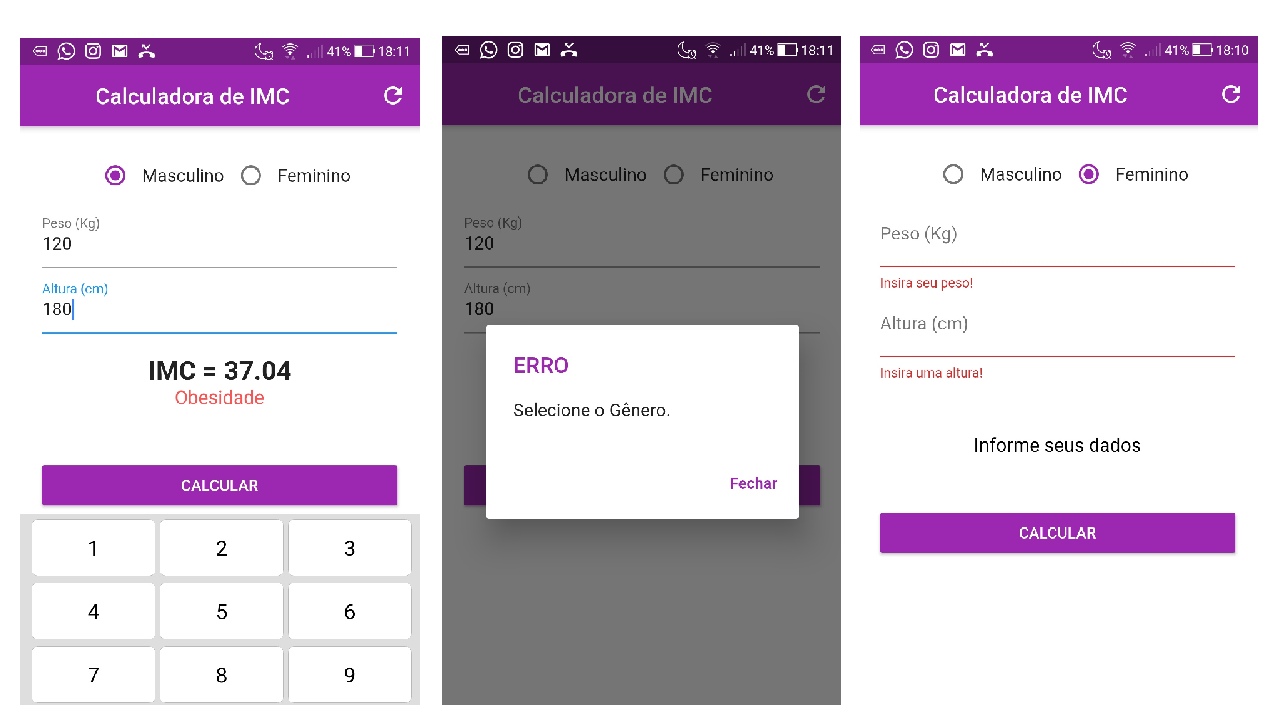 41% 18:11
Calculadora de IMC
Masculino Feminino
Peso (Kg)
120
Altura (cm)
180
IMC = 37.04
Obesidade
CALCULAR
1 2 3
4 5 6
7 8 9
41% 18:11
Calculadora de IMC
Masculino Feminino
Peso (Kg)
120
Altura (cm)
180
ERRO
Selecione o Gênero.
Fechar
41% 18:10
Calculadora de IMC
Masculino Feminino
Peso (Kg)
Insira seu peso!
Altura (cm)
Insira uma altura!
Informe seus dados
CALCULAR